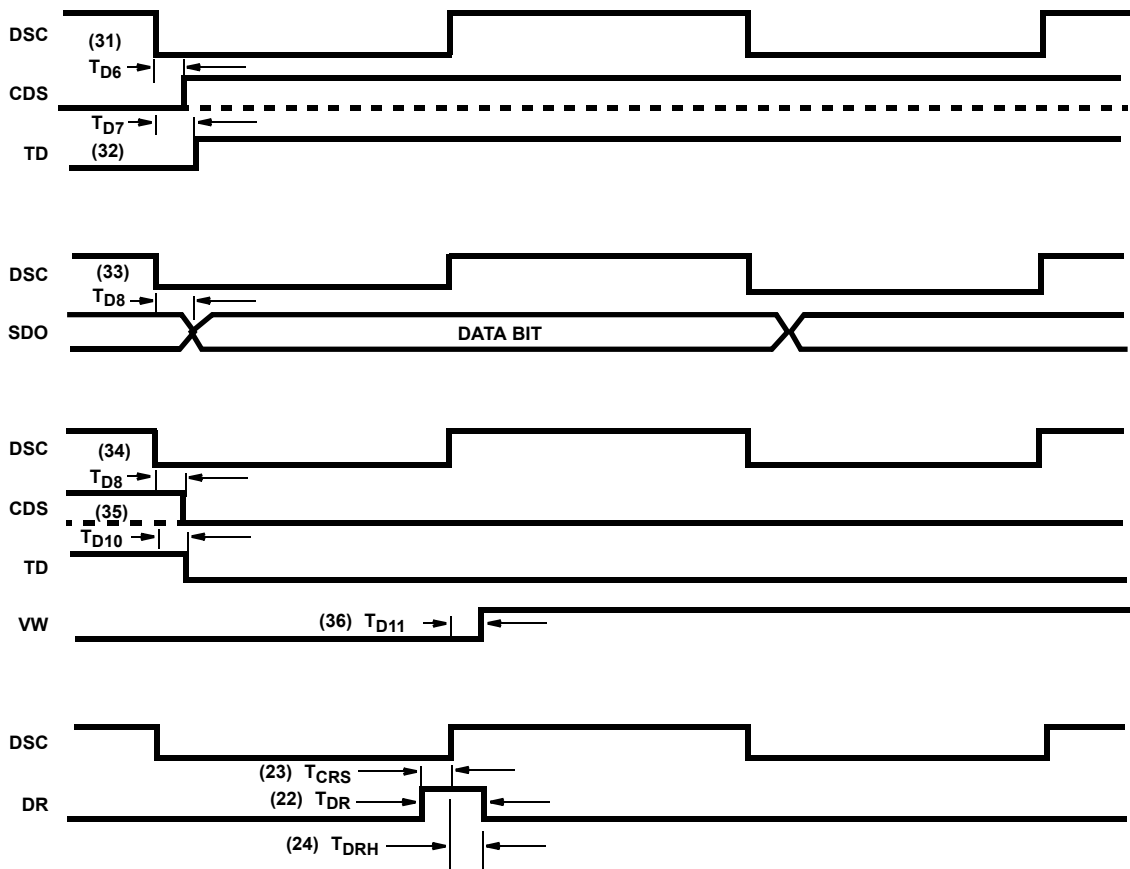 DSC
(31)
TD6
CDS
TD7
TD
(32)
DSC
(33)
TD8
SDO
DATA BIT
DSC
(34)
TD8
CDS
(35)
TD10
TD
VW
(36) TD11
DSC
(23) TCRS
DR
(22) TDR
(24) TDRH